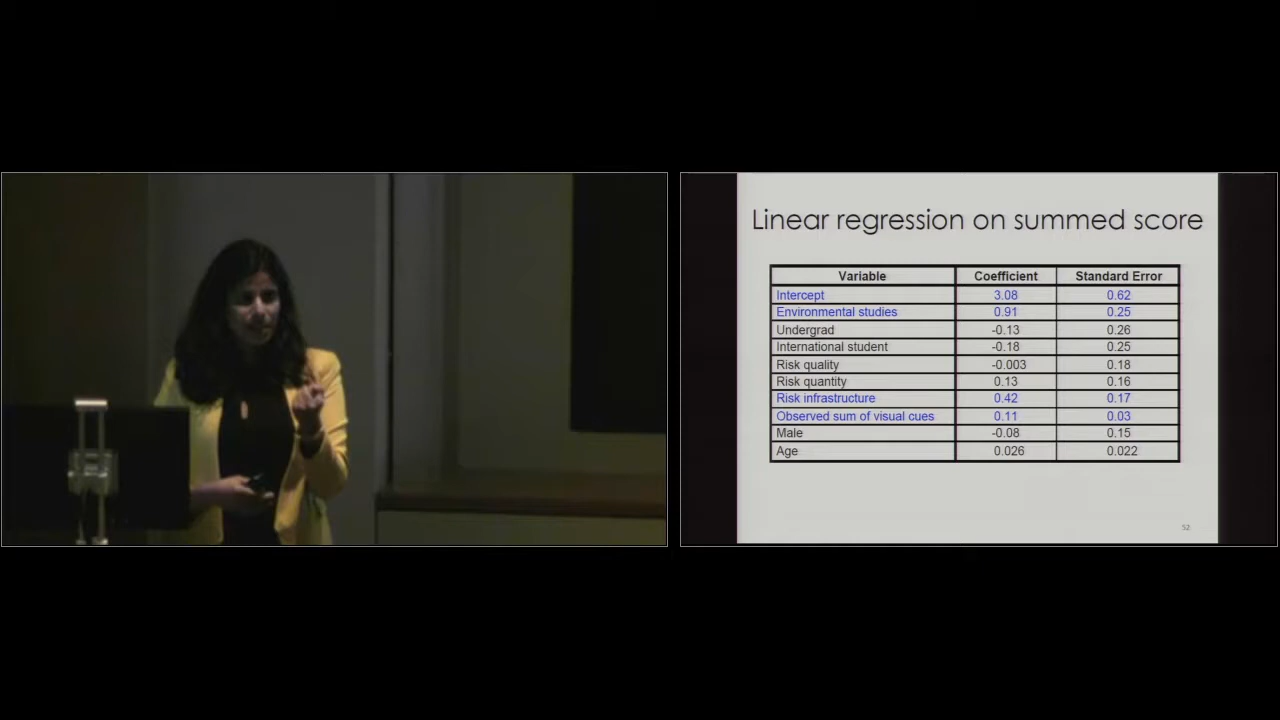 Linear regression on summed score
Variable Coefficient Standard Error
Intercept 3.08 0.62
Environmental studies 0.91 0.25
Undergrad -0.13 0.26
International student -0.18 0.25
Risk quality -0.003 0.18
Risk quantity 0.13 0.16
Risk infrastructure 0.42 0.17
Observed sum of visual cues 0.11 0.03
Male -0.08 0.15
Age 0.026 0.022
52